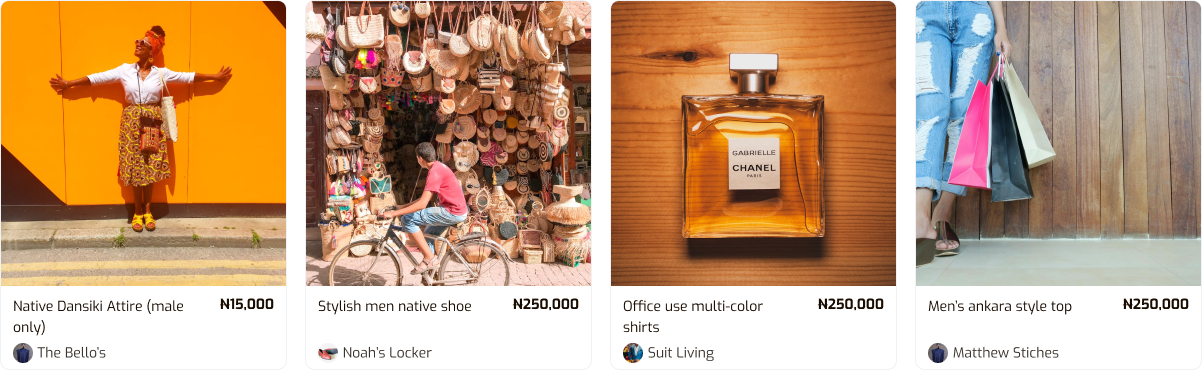 GABRIELLE
CHANEL
PARIS
Native Dansiki Attire (male
only)
₦15,000
The Bello's
Stylish men native shoe
₦250,000
Noah's Locker
Office use multi-color
shirts
₦250,000
Suit Living
Men's ankara style top
₦250,000
Matthew Stiches